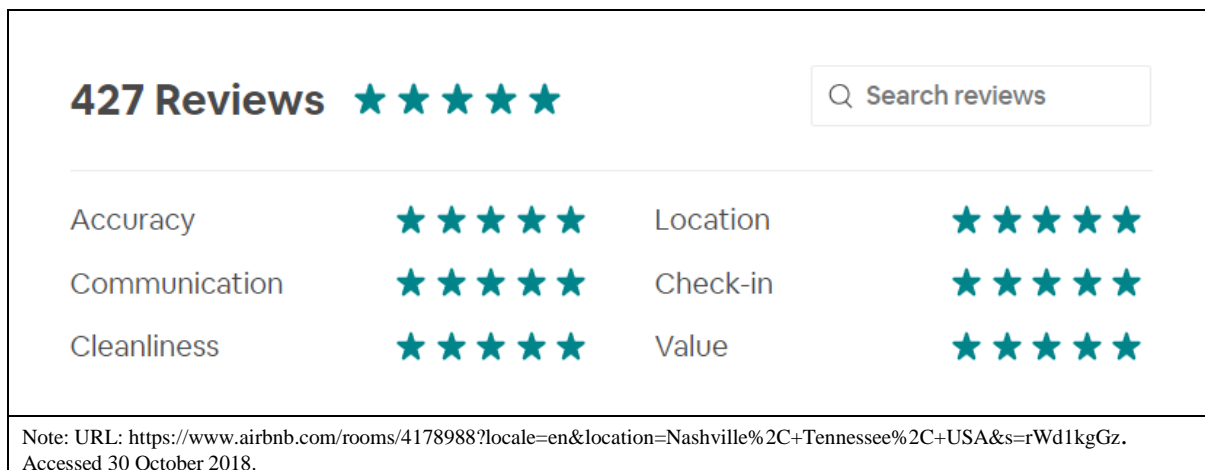 427 Reviews
Search reviews
Accuracy
Location
Communication
Check-in
Cleanliness
Value
Note: URL: https://www.airbnb.com/rooms/4178988?locale=en&location=Nashville%2C+Tennessee%2C+USA&s=rWd1kgGz.
Accessed 30 October 2018.